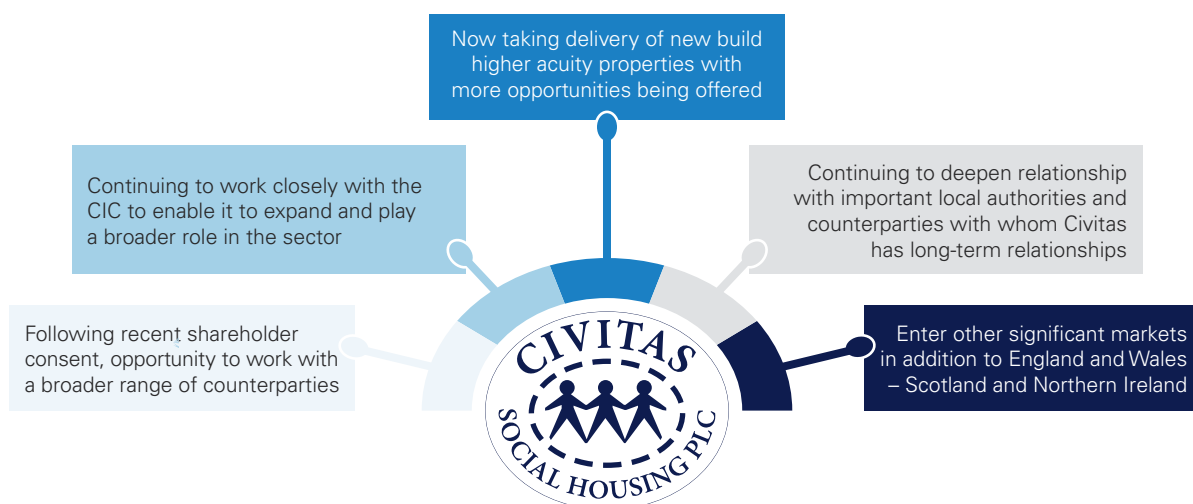 Now taking delivery of new build
higher acuity properties with
more opportunities being offered
Continuing to work closely with the
CIC to enable it to expand and play
a broader role in the sector
Continuing to deepen relationship
with important local authorities and
counterparties with whom Civitas
has long-term relationships
Following recent shareholder
consent, opportunity to work with
a broader range of counterparties
Enter other significant markets
in addition to England and Wales
– Scotland and Northern Ireland
CIVITAS
SOCIAL HOUSING PLC